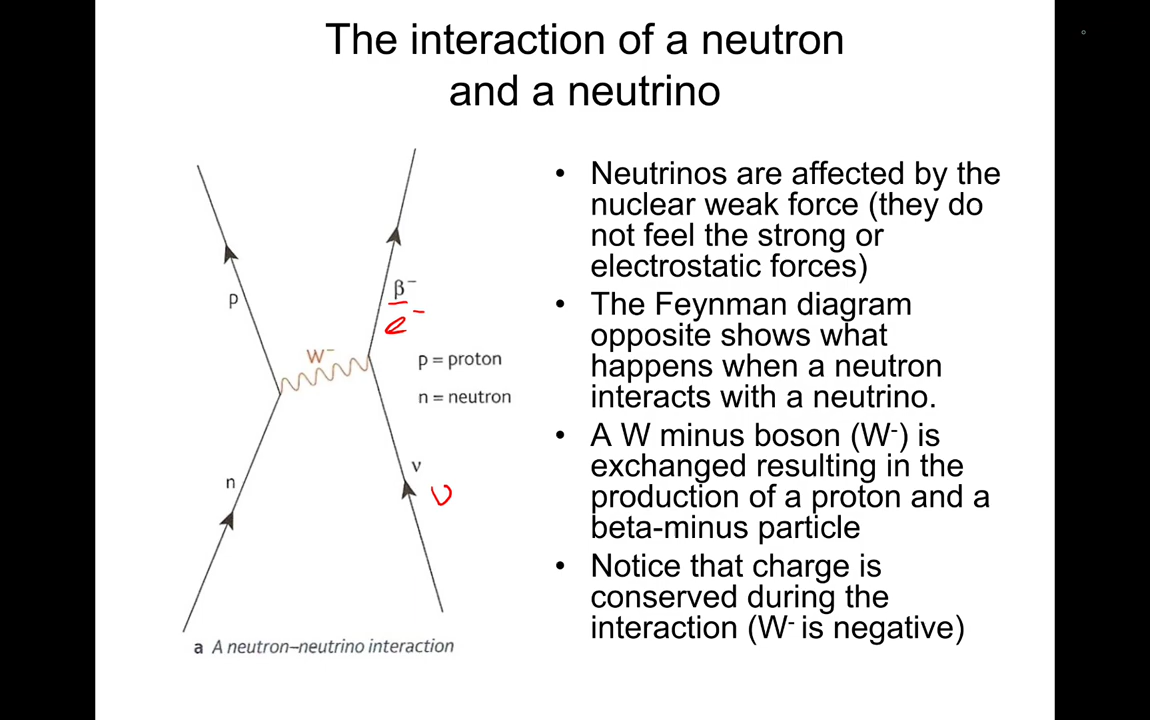 The interaction of a neutron
and a neutrino
p
β⁻
e⁻
W⁻
p = proton
n = neutron
n
ν
υ
a A neutron–neutrino interaction
• Neutrinos are affected by the
nuclear weak force (they do
not feel the strong or
electrostatic forces)
• The Feynman diagram
opposite shows what
happens when a neutron
interacts with a neutrino.
• A W minus boson (W⁻) is
exchanged resulting in the
production of a proton and a
beta-minus particle
• Notice that charge is
conserved during the
interaction (W⁻ is negative)